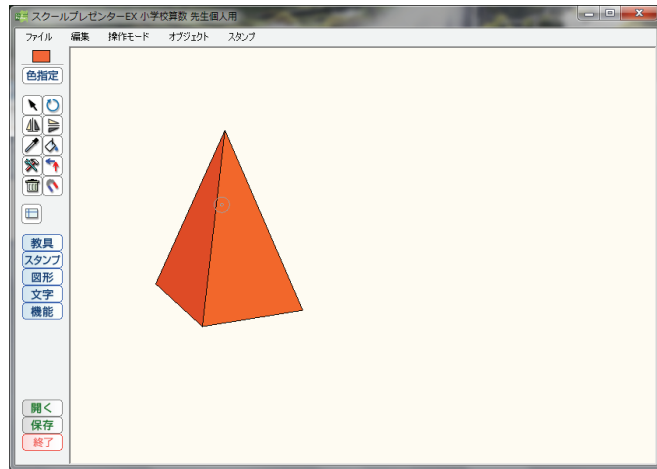 スクールプレゼンターEX 小学校算数 先生個人用
ファイル 編集 操作モード オブジェクト スタンプ
色指定
教具
スタンプ
図形
文字
機能
開く
保存
終了